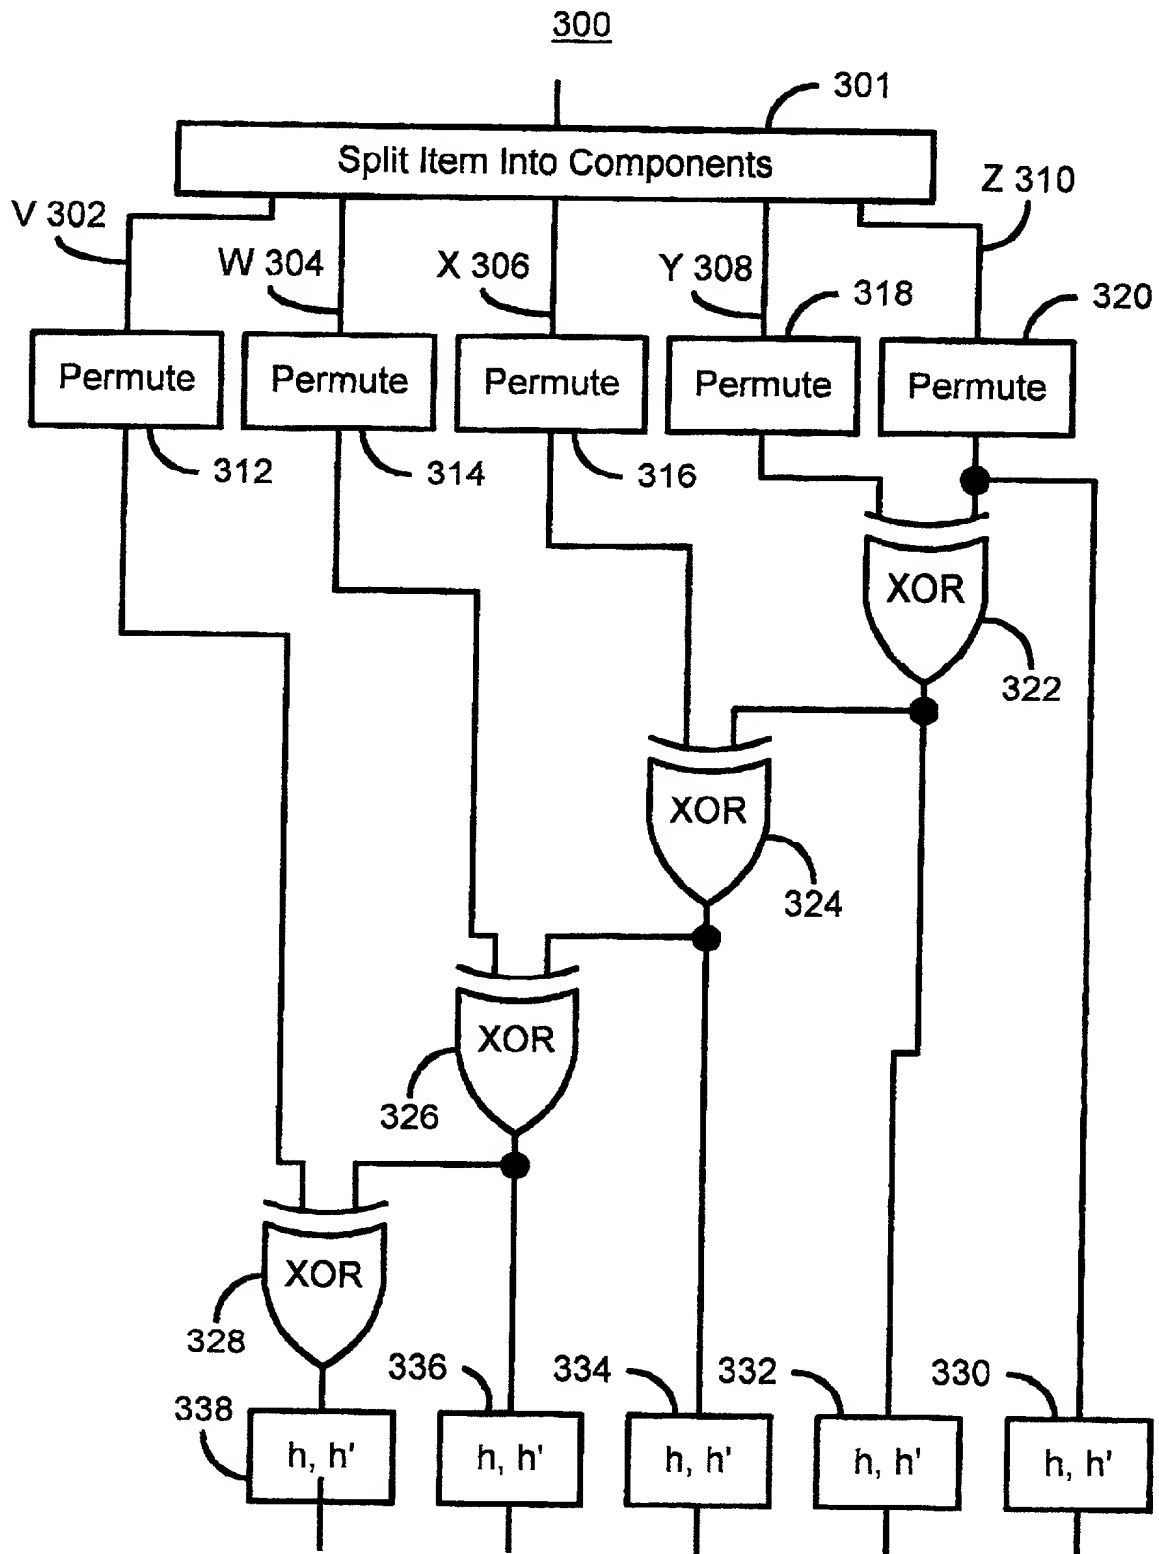 300
301
Split Item Into Components
Z 310
V 302
W 304
X 306
Y 308
318
320
Permute
Permute
Permute
Permute
Permute
312
314
316
XOR
322
XOR
324
XOR
326
XOR
328
336
334
332
330
338
h, h'
h, h'
h, h'
h, h'
h, h'